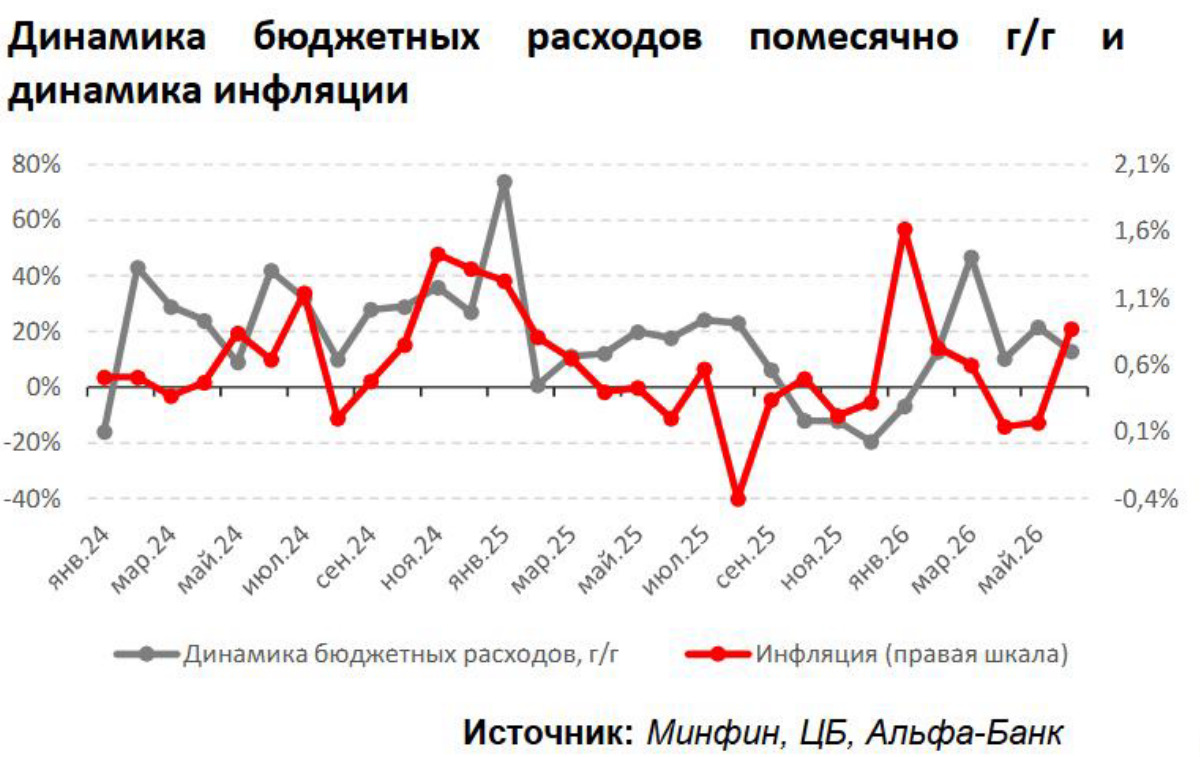 Динамика бюджетных расходов помесячно г/г и
динамика инфляции
80%
60%
40%
20%
0%
-20%
-40%
2,1%
1,6%
1,1%
0,6%
0,1%
-0,4%
янв.24
мар.24
май.24
июл.24
сен.24
ноя.24
янв.25
мар.25
май.25
июл.25
сен.25
ноя.25
янв.26
мар.26
май.26
Динамика бюджетных расходов, г/г
Инфляция (правая шкала)
Источник: Минфин, ЦБ, Альфа-Банк